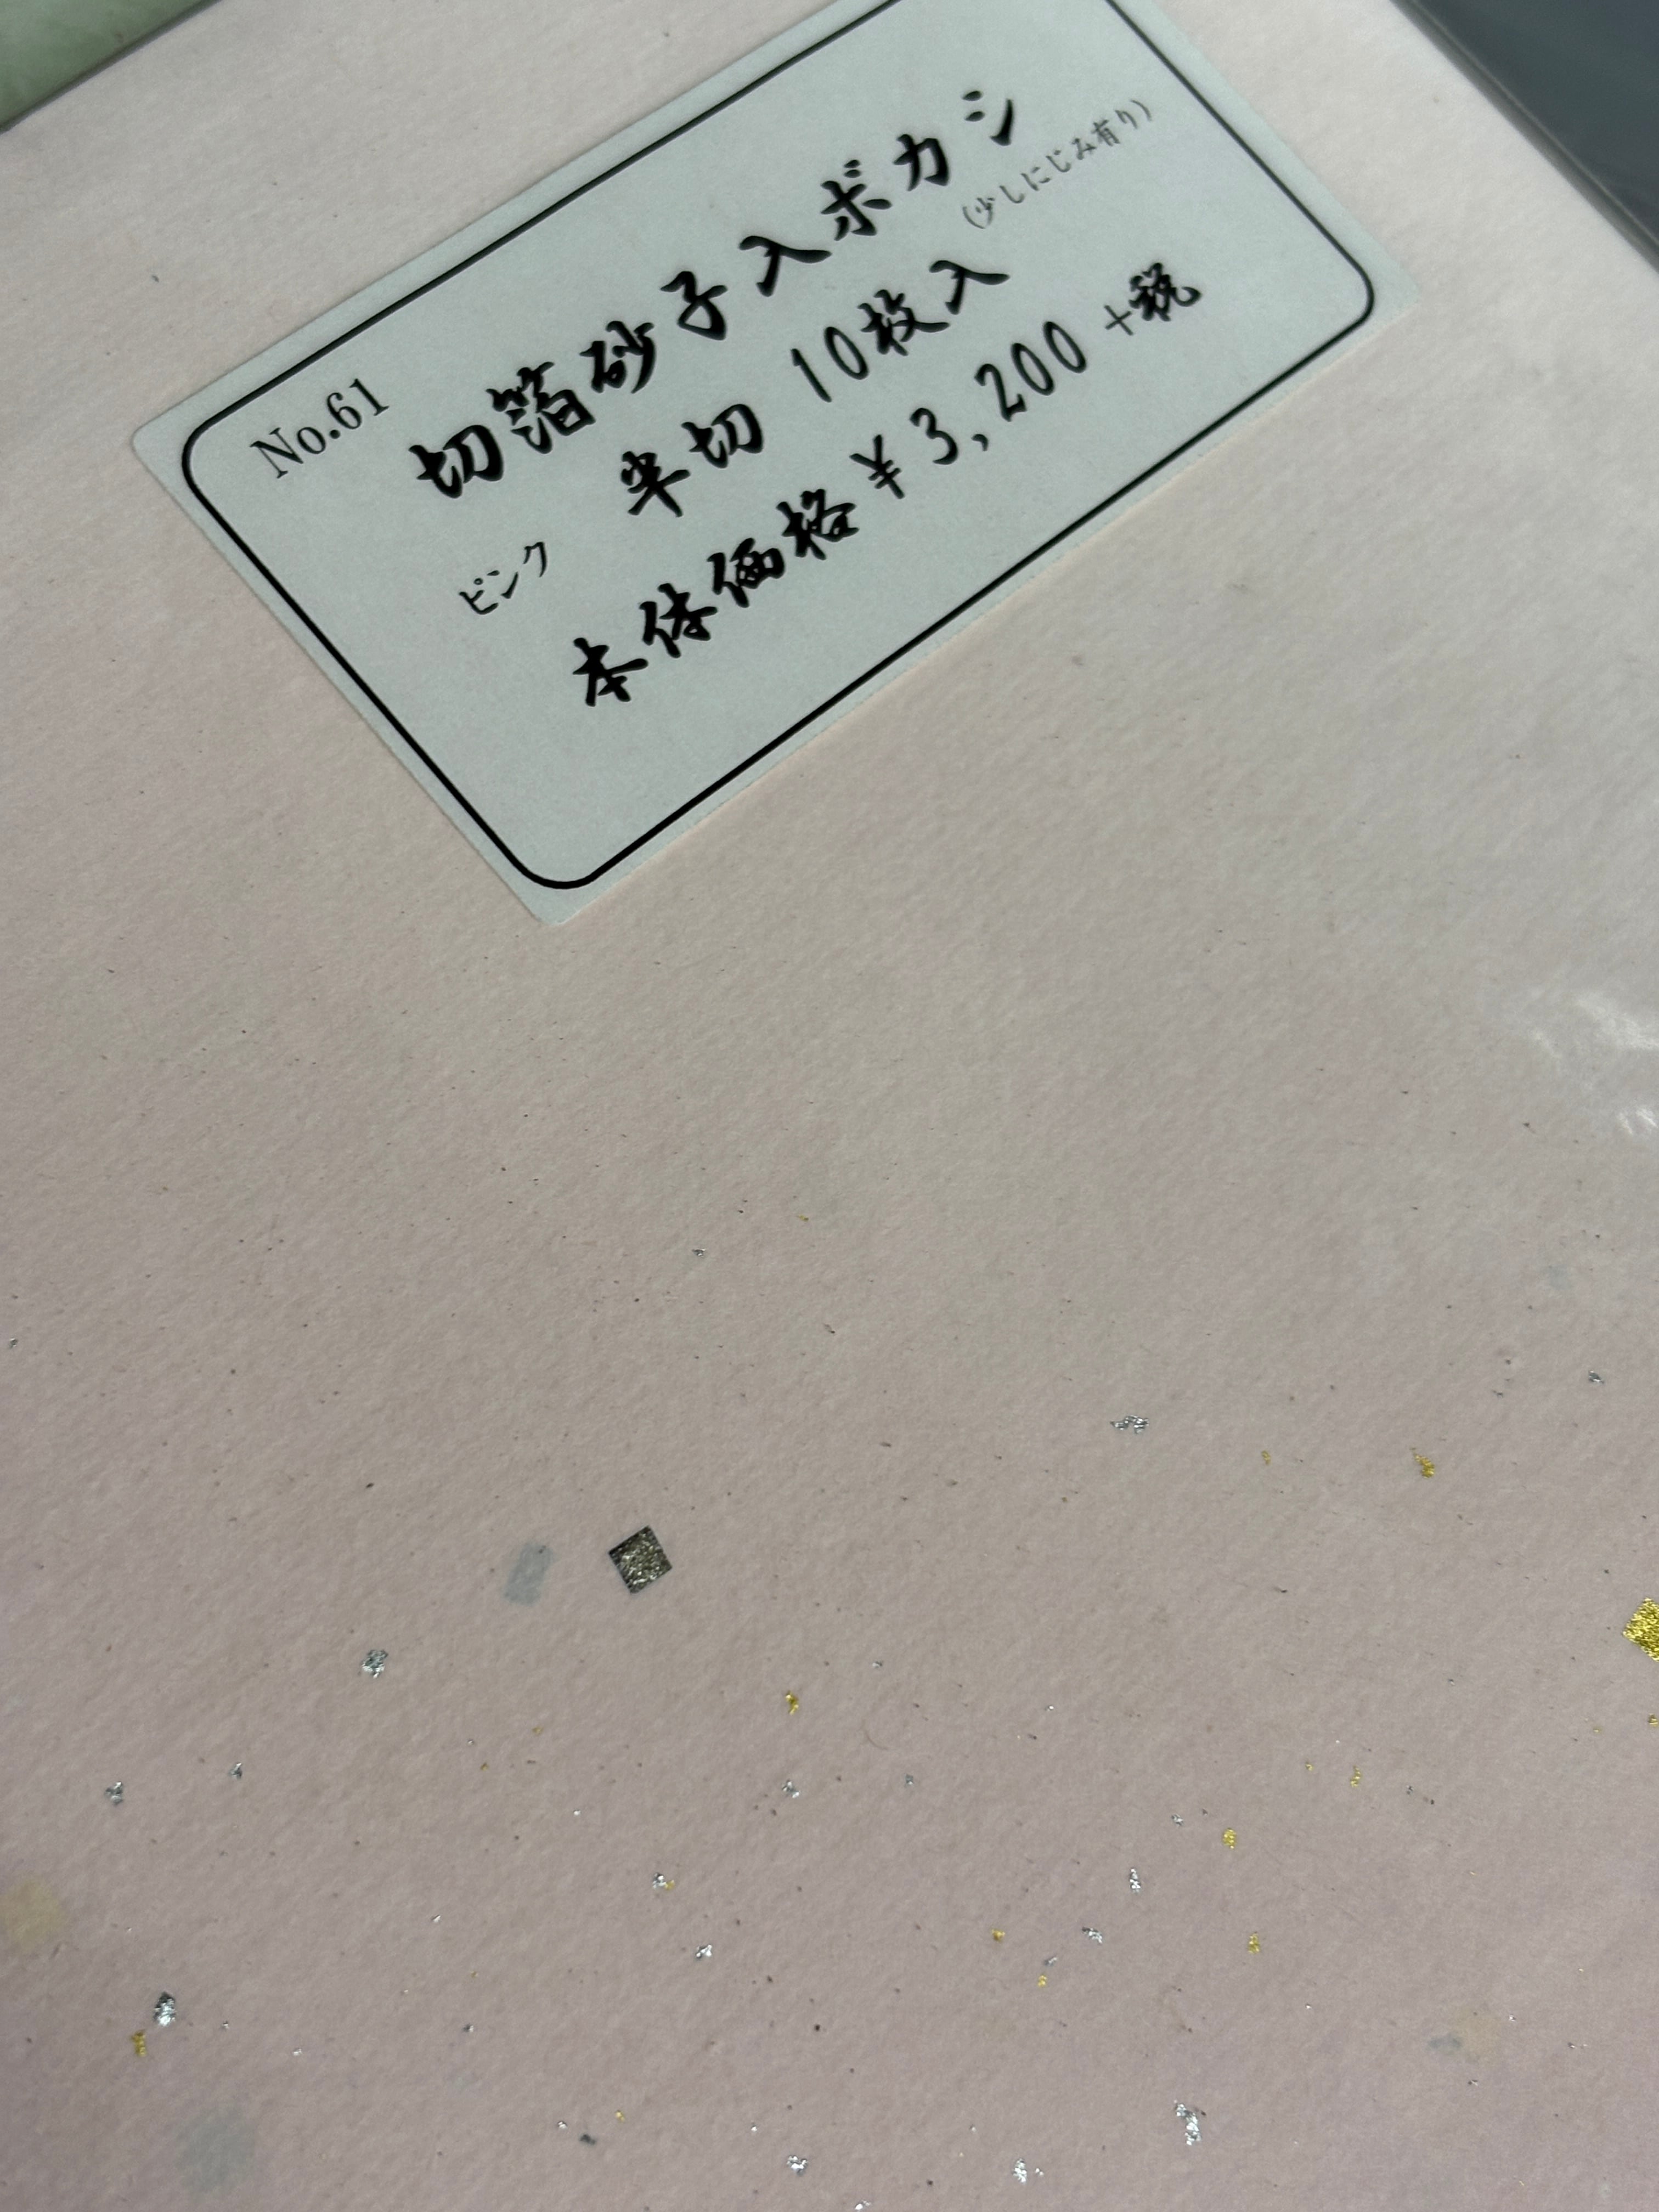 No.61
切箔砂子入ボカシ
(少しにじみ有り)
ピンク 半切 10枚入
本体価格¥3,200+税